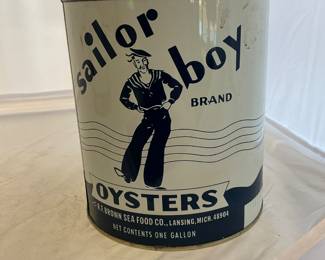 sailor
boy
BRAND
OYSTERS
BROWN SEA FOOD CO., LANSING, MICH. 48904
NET CONTENTS ONE GALLON